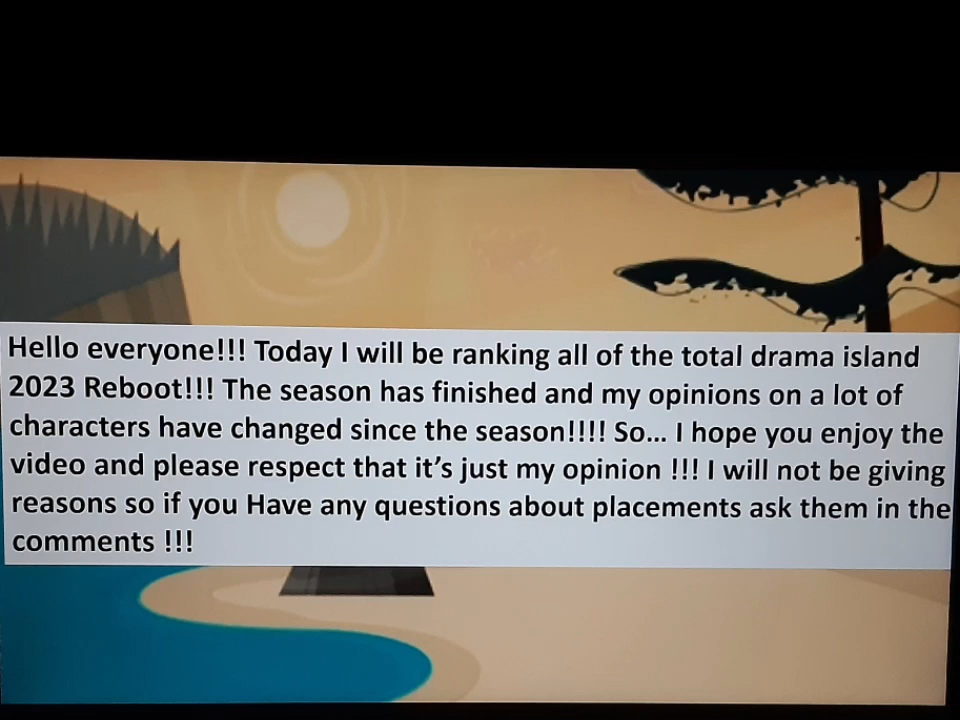 Hello everyone!!! Today I will be ranking all of the total drama island
2023 Reboot!!! The season has finished and my opinions on a lot of
characters have changed since the season!!!! So... I hope you enjoy the
video and please respect that it's just my opinion !!! I will not be giving
reasons so if you Have any questions about placements ask them in the
comments !!!